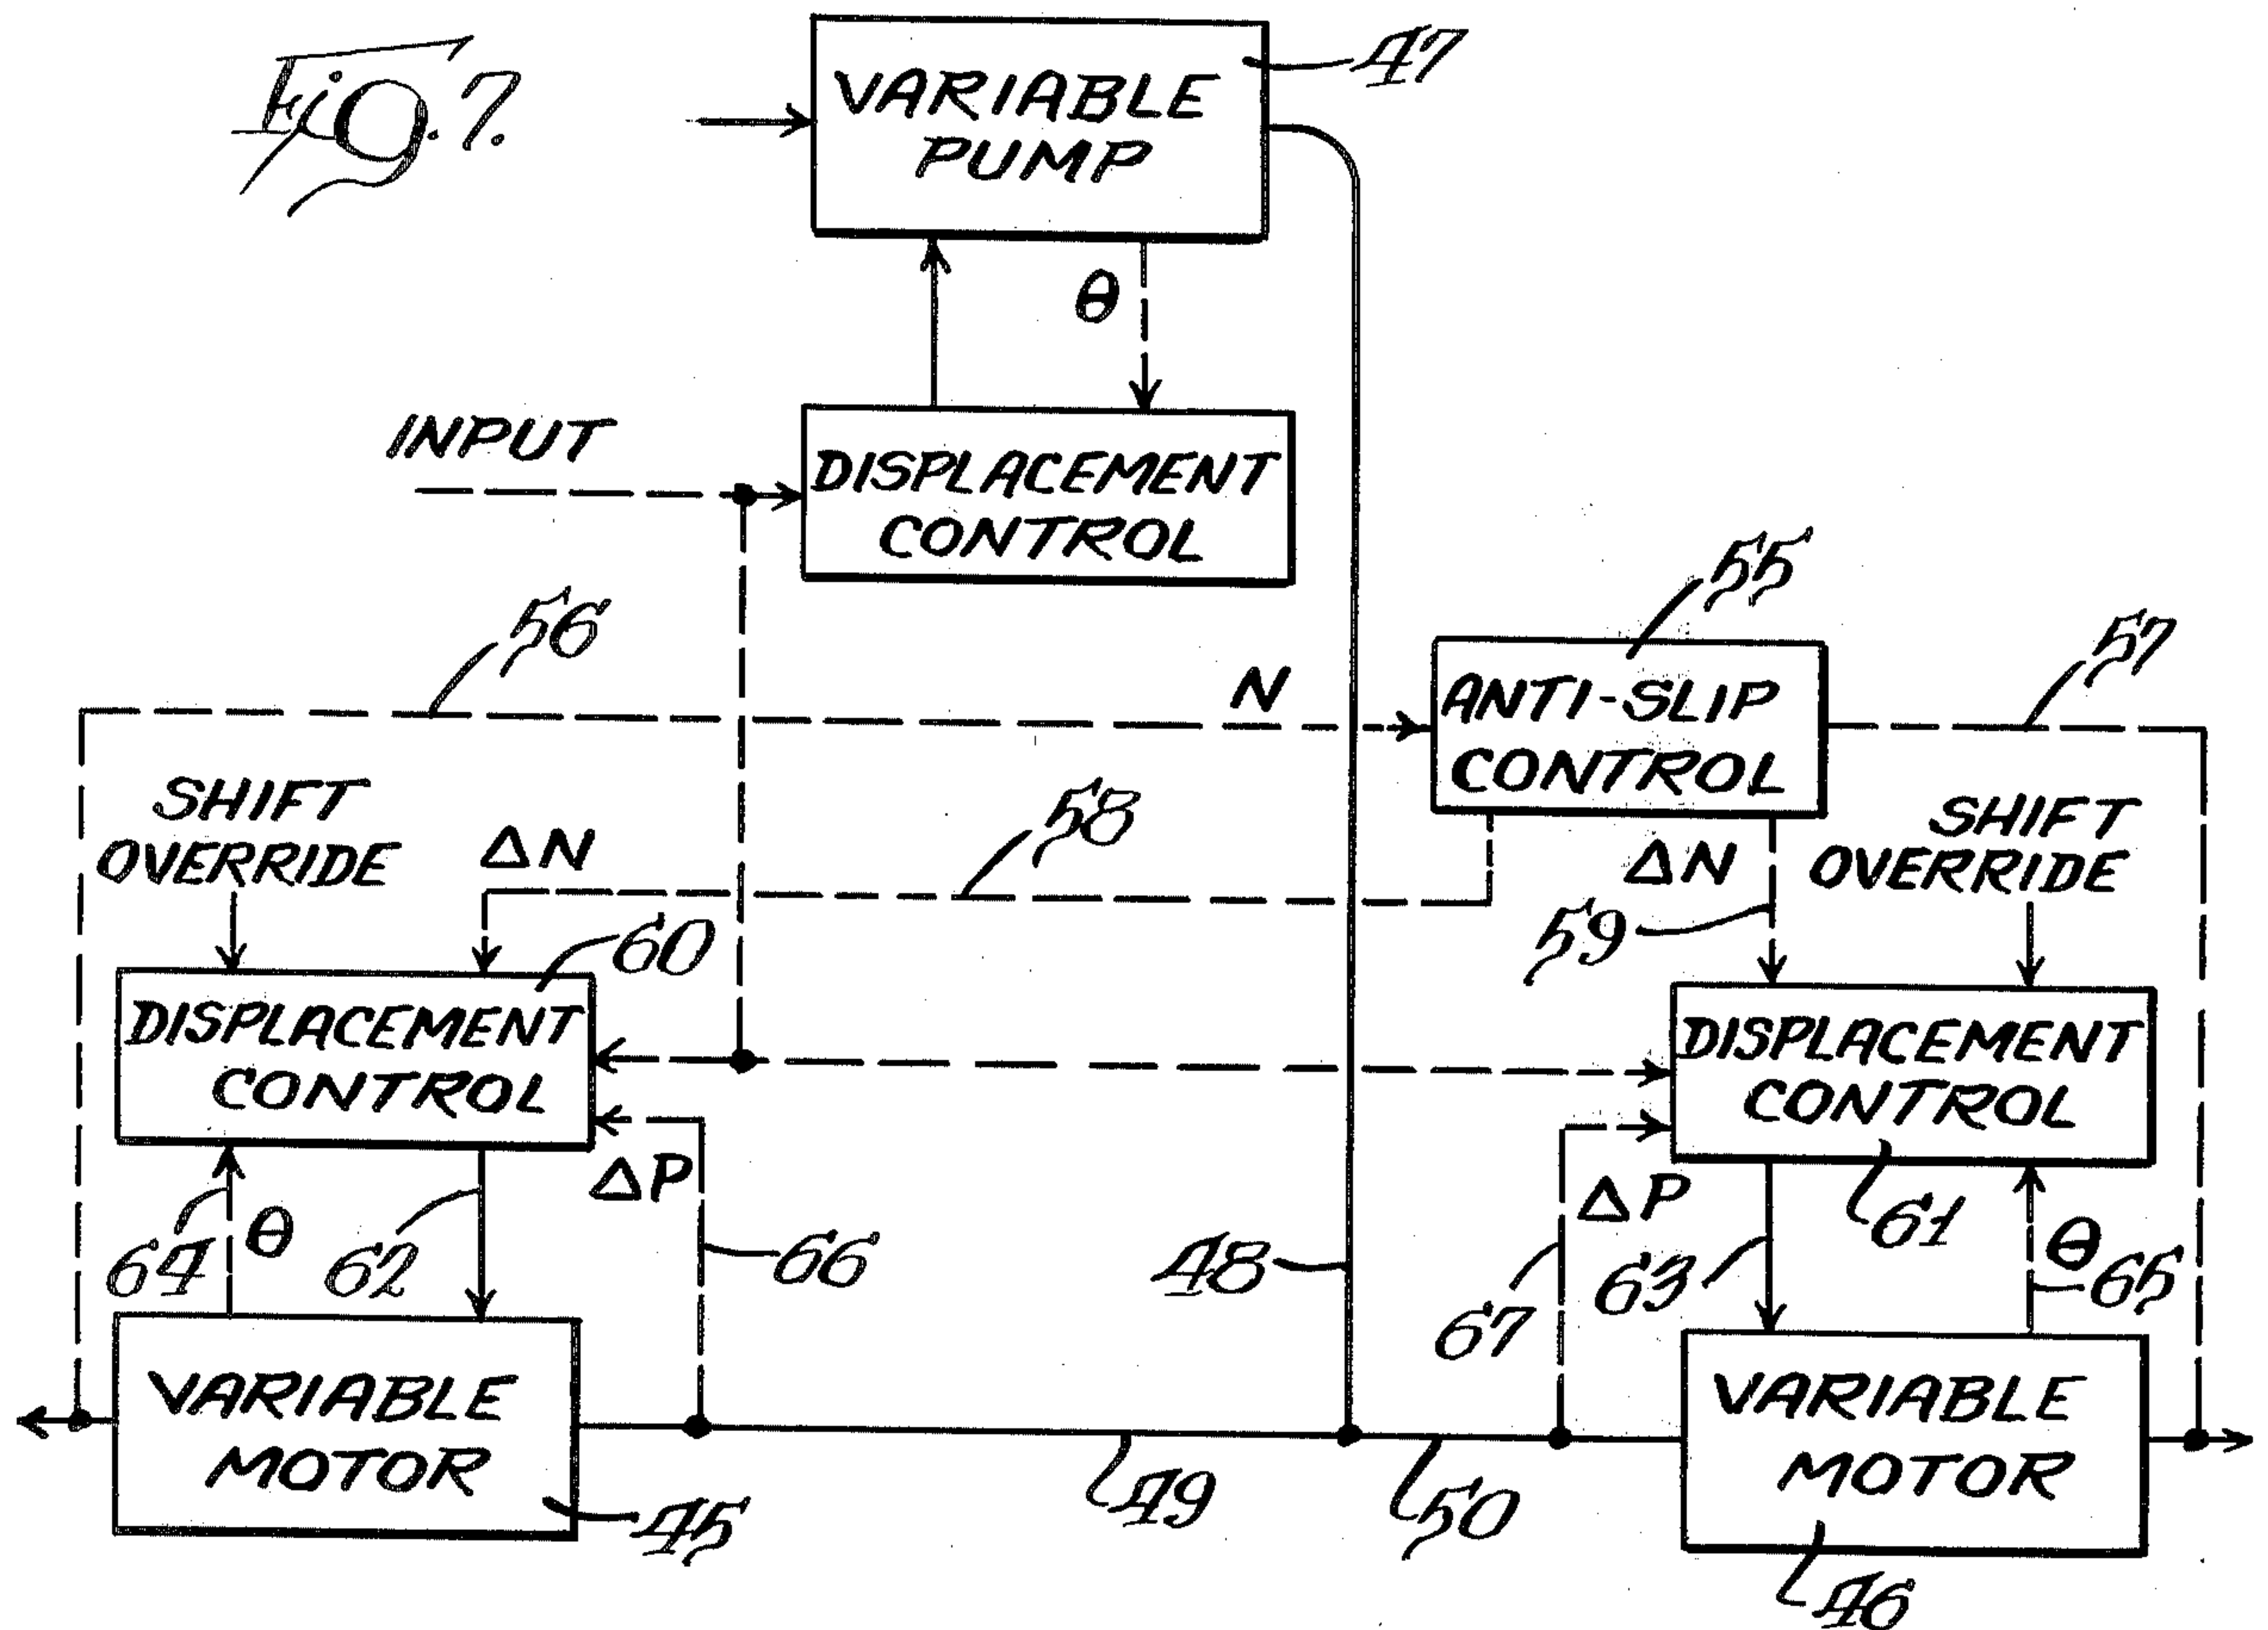 Fig. 7.
47
VARIABLE
PUMP
θ
INPUT
DISPLACEMENT
CONTROL
55
56
57
N
ANTI-SLIP
CONTROL
SHIFT
OVERRIDE
58
ΔN
ΔN
SHIFT
OVERRIDE
59
60
DISPLACEMENT
CONTROL
DISPLACEMENT
CONTROL
ΔP
ΔP
61
64
θ
62
66
48
67
63
θ
65
VARIABLE
MOTOR
45
49
50
VARIABLE
MOTOR
46